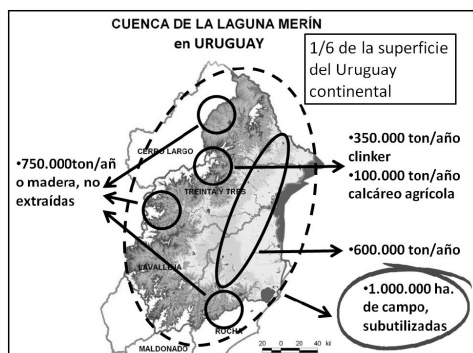 CUENCA DE LA LAGUNA MERÍN
en URUGUAY
1/6 de la superficie
del Uruguay
continental
CERRO LARGO
•750.000ton/añ
o madera, no
extraídas
•350.000 ton/año
clinker
•100.000 ton/año
calcáreo agrícola
TREINTA Y TRES
•600.000 ton/año
LAVALLEJA
•1.000.000 ha.
de campo,
subutilizadas
ROCHA
MALDONADO
20 0 20 40 kil